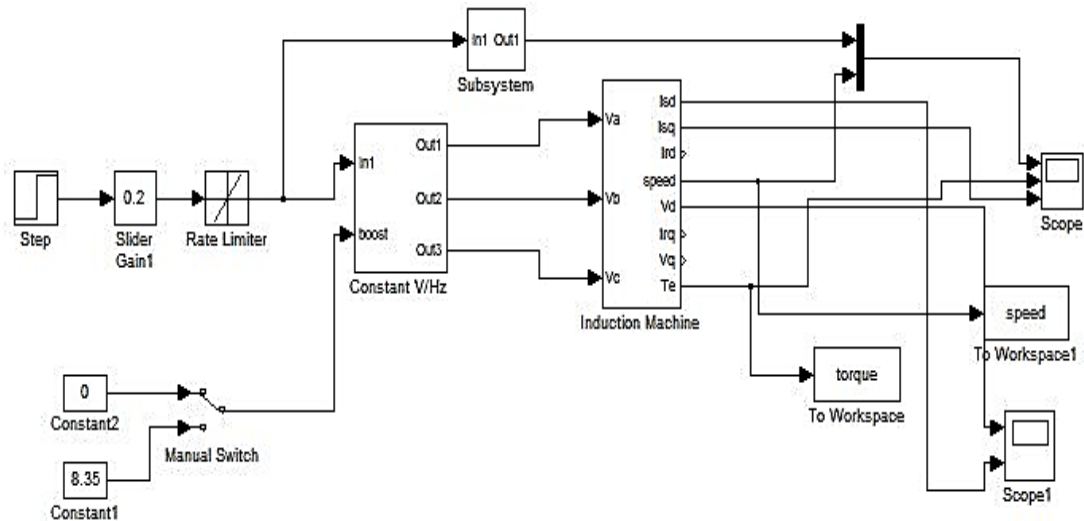 In1 Out1
Subsystem
Step
0.2
Slider
Gain1
Rate Limiter
In1
boost
Out1
Out2
Out3
Constant V/Hz
Va
Vb
Vc
Isd
Isq
Ird
speed
Vd
Irq
Vq
Te
Induction Machine
Scope
speed
To Workspace1
torque
To Workspace
0
Constant2
Manual Switch
8.35
Constant1
Scope1